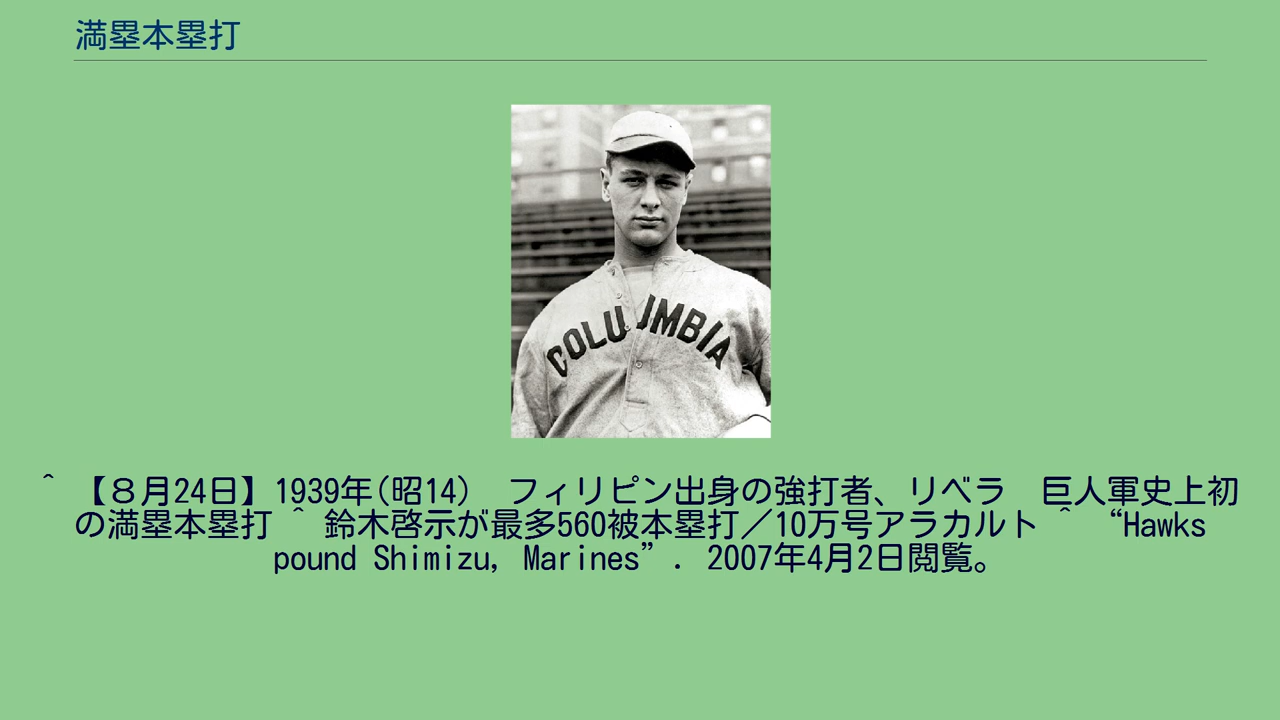 満塁本塁打
COLUMBIA
^ 【８月24日】1939年(昭14)　フィリピン出身の強打者、リベラ　巨人軍史上初
の満塁本塁打 ^ 鈴木啓示が最多560被本塁打／10万号アラカルト ^ “Hawks
pound Shimizu, Marines”. 2007年4月2日閲覧。